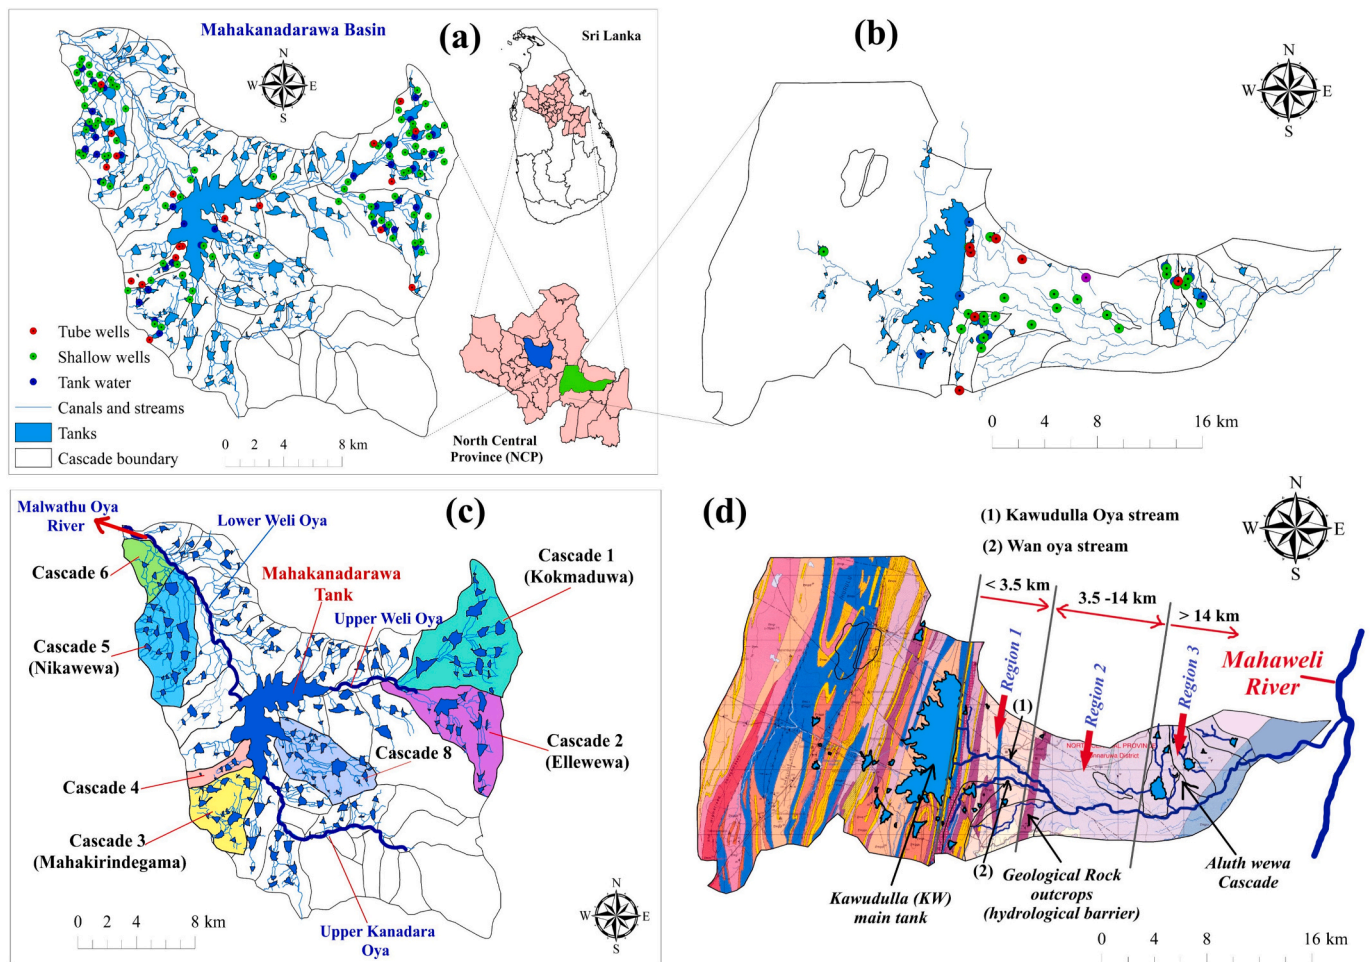 Mahakanadarawa Basin
(a)
Sri Lanka
N
W E
S
Tube wells
Shallow wells
Tank water
Canals and streams
Tanks
Cascade boundary
0 2 4 8 km
North Central
Province (NCP)
(b)
N
W E
S
0 4 8 16 km
(c)
Malwathu Oya
River
Lower Weli Oya
Cascade 6
Mahakanadarawa
Tank
Cascade 1
(Kokmaduwa)
Upper Weli Oya
Cascade 5
(Nikawewa)
Cascade 8
Cascade 2
(Ellewewa)
Cascade 4
Cascade 3
(Mahakirindegama)
Upper Kanadara
Oya
0 2 4 8 km
N
W E
S
(d)
(1) Kawudulla Oya stream
(2) Wan oya stream
N
W E
S
< 3.5 km
3.5 -14 km
> 14 km
Region 1
Region 2
Region 3
Mahaweli
River
(1)
(2)
Kawudulla (KW)
main tank
Geological Rock
outcrops
(hydrological barrier)
Aluth wewa
Cascade
0 4 8 16 km